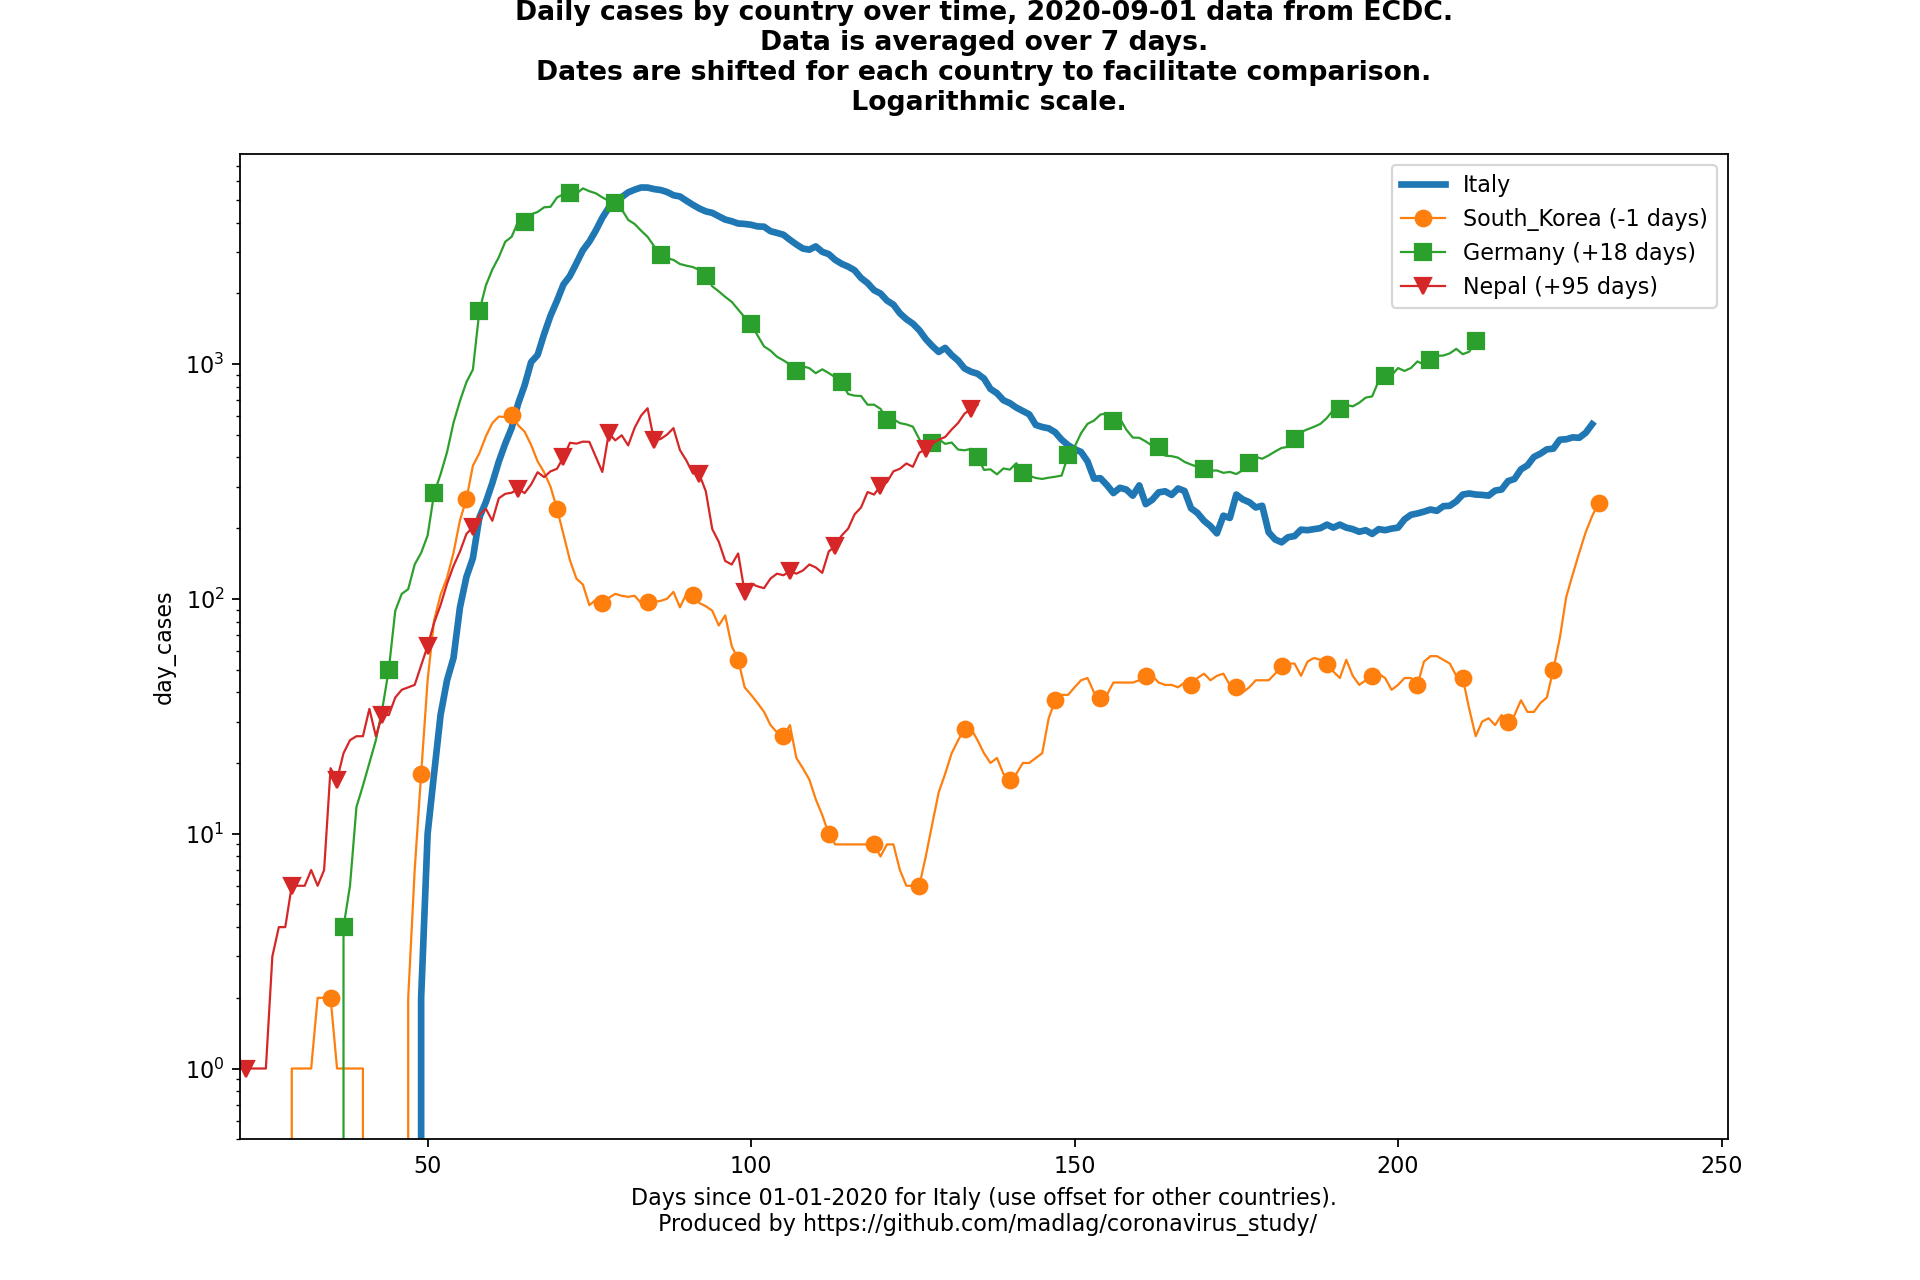 Daily cases by country over time, 2020-09-01 data from ECDC.
Data is averaged over 7 days.
Dates are shifted for each country to facilitate comparison.
Logarithmic scale.
Italy
South_Korea (-1 days)
Germany (+18 days)
Nepal (+95 days)
day_cases
10³
10²
10¹
10⁰
50
100
150
200
250
Days since 01-01-2020 for Italy (use offset for other countries).
Produced by https://github.com/madlag/coronavirus_study/